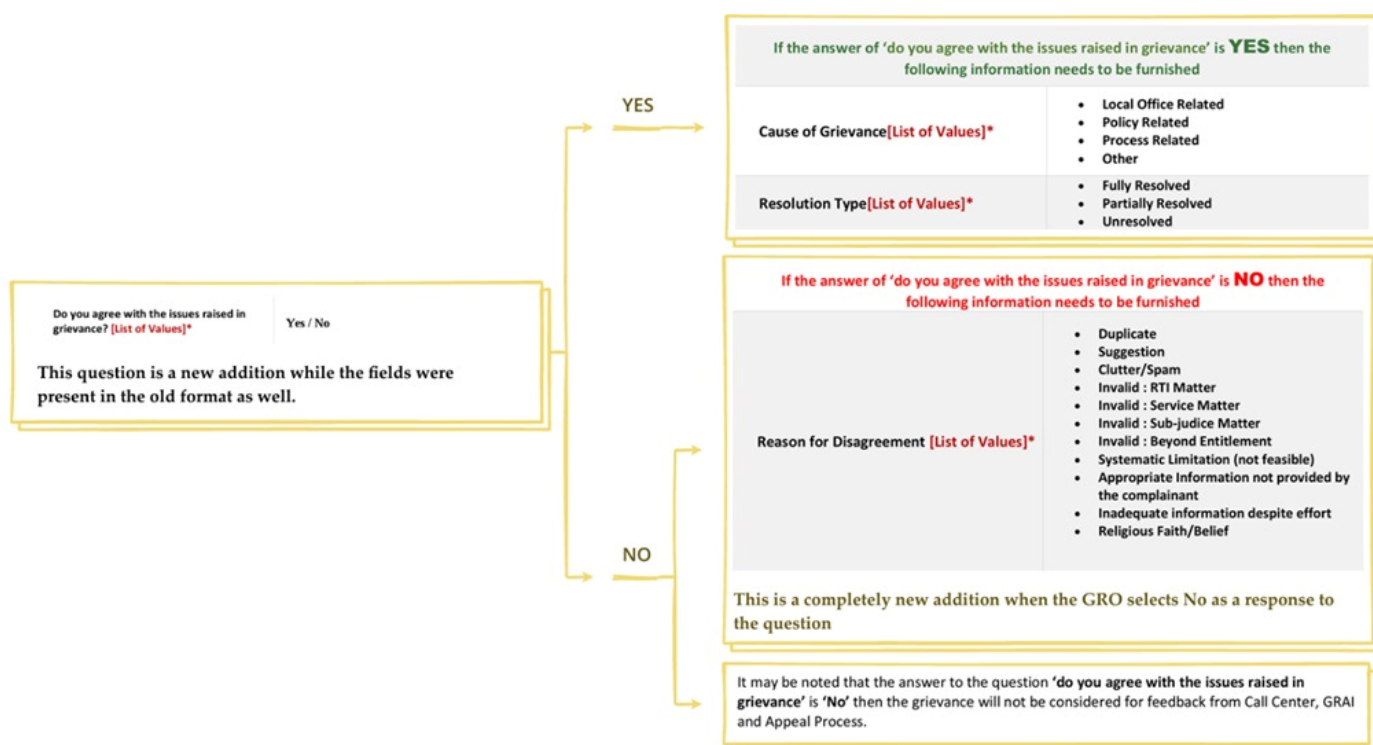 Do you agree with the issues raised in
grievance? [List of Values]*
Yes / No
This question is a new addition while the fields were
present in the old format as well.
YES
If the answer of ‘do you agree with the issues raised in grievance’ is YES then the
following information needs to be furnished
Cause of Grievance[List of Values]*
• Local Office Related
• Policy Related
• Process Related
• Other
Resolution Type[List of Values]*
• Fully Resolved
• Partially Resolved
• Unresolved
NO
If the answer of ‘do you agree with the issues raised in grievance’ is NO then the
following information needs to be furnished
Reason for Disagreement [List of Values]*
• Duplicate
• Suggestion
• Clutter/Spam
• Invalid : RTI Matter
• Invalid : Service Matter
• Invalid : Sub-judice Matter
• Invalid : Beyond Entitlement
• Systematic Limitation (not feasible)
• Appropriate Information not provided by
the complainant
• Inadequate information despite effort
• Religious Faith/Belief
This is a completely new addition when the GRO selects No as a response to
the question
It may be noted that the answer to the question ‘do you agree with the issues raised in
grievance’ is ‘No’ then the grievance will not be considered for feedback from Call Center, GRAI
and Appeal Process.